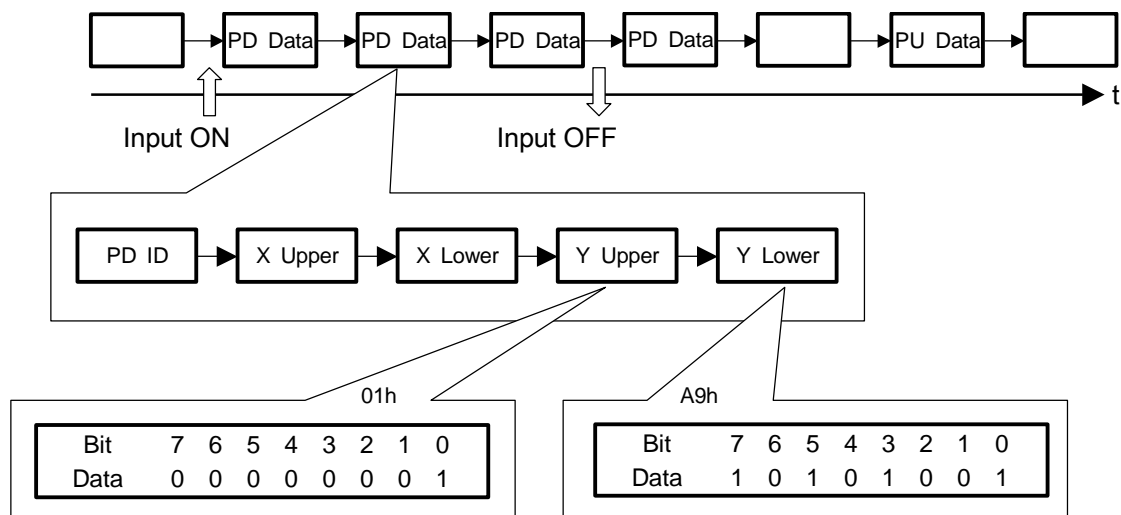 PD Data PD Data PD Data PD Data PU Data
t
Input ON Input OFF
PD ID X Upper X Lower Y Upper Y Lower
01h A9h
Bit 7 6 5 4 3 2 1 0
Data 0 0 0 0 0 0 0 1
Bit 7 6 5 4 3 2 1 0
Data 1 0 1 0 1 0 0 1